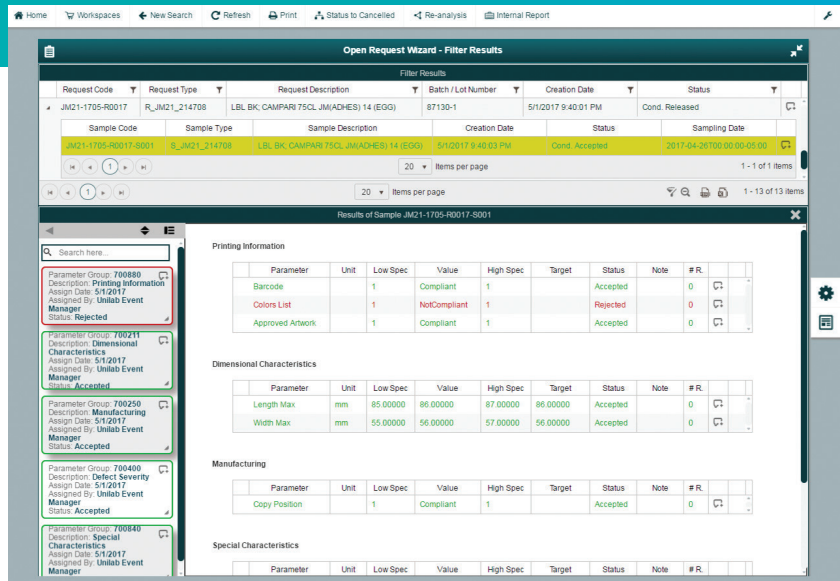 Home Workspaces New Search Refresh Print Status to Cancelled Re-analysis Internal Report
Open Request Wizard - Filter Results
Filter Results
Request Code Request Type Request Description Batch / Lot Number Creation Date Status
JM21-1705-R0017 R_JM21_214708 LBL BK; CAMPARI 75CL JM(ADHES) 14 (EGG) 87130-1 5/1/2017 9:40:01 PM Cond. Released
Sample Code Sample Type Sample Description Creation Date Status Sampling Date
JM21-1705-R0017-S001 S_JM21_214708 LBL BK; CAMPARI 75CL JM(ADHES) 14 (EGG) 5/1/2017 9:40:03 PM Cond. Accepted 2017-04-26T00:00:00-05:00
1 20 Items per page 1 - 1 of 1 items
1 20 Items per page 1 - 13 of 13 items
Results of Sample JM21-1705-R0017-S001
Search here...
Parameter Group: 700880
Description: Printing Information
Assign Date: 5/1/2017
Assigned By: Unilab Event
Manager
Status: Rejected
Parameter Group: 700211
Description: Dimensional
Characteristics
Assign Date: 5/1/2017
Assigned By: Unilab Event
Manager
Status: Accepted
Parameter Group: 700250
Description: Manufacturing
Assign Date: 5/1/2017
Assigned By: Unilab Event
Manager
Status: Accepted
Parameter Group: 700400
Description: Defect Severity
Assign Date: 5/1/2017
Assigned By: Unilab Event
Manager
Status: Accepted
Parameter Group: 700840
Description: Special
Characteristics
Assign Date: 5/1/2017
Assigned By: Unilab Event
Manager
Printing Information
Parameter Unit Low Spec Value High Spec Target Status Note # R.
Barcode 1 Compliant 1 Accepted 0
Colors List 1 NotCompliant 1 Rejected 0
Approved Artwork 1 Compliant 1 Accepted 0
Dimensional Characteristics
Parameter Unit Low Spec Value High Spec Target Status Note # R.
Length Max mm 85.00000 86.00000 87.00000 86.00000 Accepted 0
Width Max mm 55.00000 56.00000 57.00000 56.00000 Accepted 0
Manufacturing
Parameter Unit Low Spec Value High Spec Target Status Note # R.
Copy Position 1 Compliant 1 Accepted 0
Special Characteristics
Parameter Unit Low Spec Value High Spec Target Status Note # R.